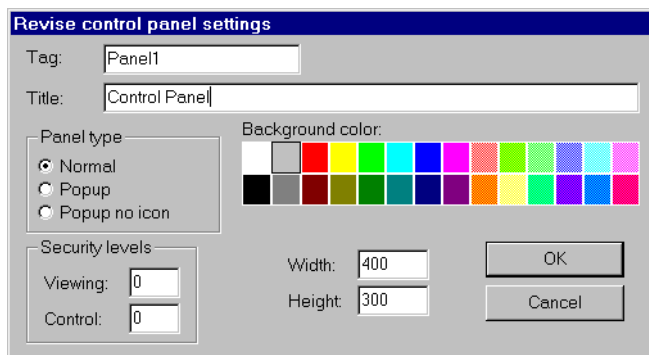 Revise control panel settings
Tag: Panel1
Title: Control Panel
Panel type
Normal
Popup
Popup no icon
Background color:
Security levels
Viewing: 0
Control: 0
Width: 400
Height: 300
OK
Cancel